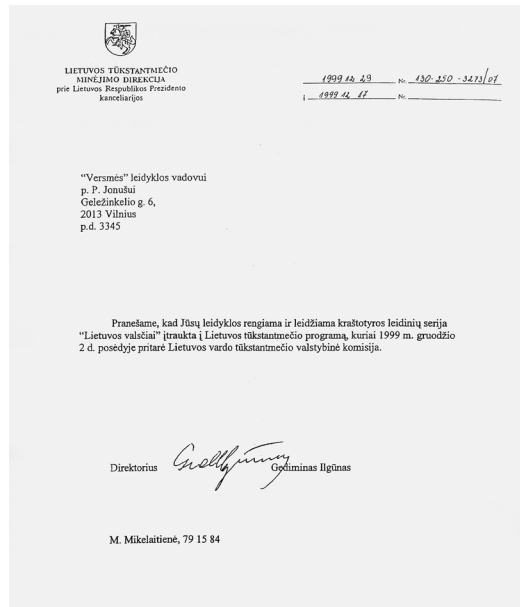 LIETUVOS TŪKSTANTMEČIO
MINĖJIMO DIREKCIJA
prie Lietuvos Respublikos Prezidento
kanceliarijos
1999 12 29 Nr. 130-250-3273/07
Į 1999 12 17 Nr.
"Versmės" leidyklos vadovui
p. P. Jonušui
Geležinkelio g. 6,
2013 Vilnius
p.d. 3345
Pranešame, kad Jūsų leidyklos rengiama ir leidžiama kraštotyros leidinių serija
"Lietuvos valsčiai" įtraukta į Lietuvos tūkstantmečio programą, kuriai 1999 m. gruodžio
2 d. posėdyje pritarė Lietuvos vardo tūkstantmečio valstybinė komisija.
Direktorius Gediminas Ilgūnas
M. Mikelaitienė, 79 15 84